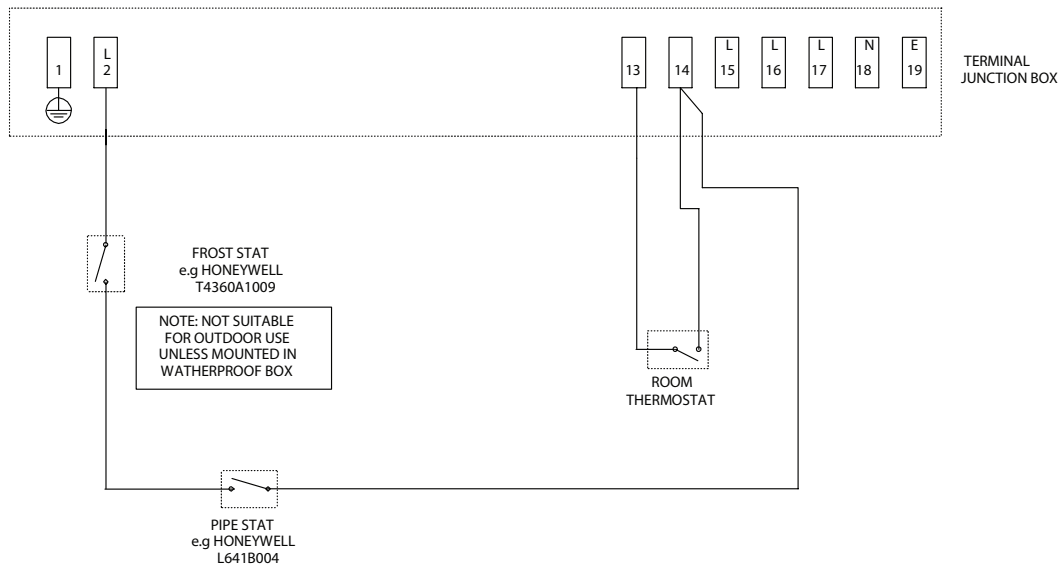 L L L L N E
1 2 13 14 15 16 17 18 19
TERMINAL
JUNCTION BOX
FROST STAT
e.g HONEYWELL
T4360A1009
NOTE: NOT SUITABLE
FOR OUTDOOR USE
UNLESS MOUNTED IN
WATHERPROOF BOX
ROOM
THERMOSTAT
PIPE STAT
e.g HONEYWELL
L641B004